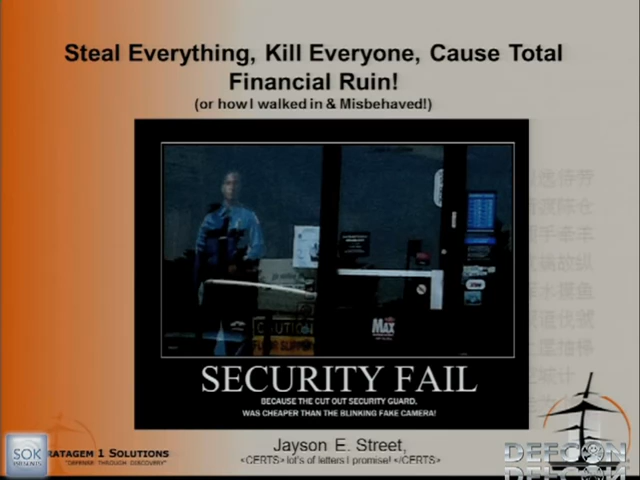 Steal Everything, Kill Everyone, Cause Total
Financial Ruin!
(or how I walked in & Misbehaved!)
CAUTION
MAX
SECURITY FAIL
BECAUSE THE CUT OUT SECURITY GUARD,
WAS CHEAPER THAN THE BLINKING FAKE CAMERA!
Jayson E. Street,
<CERTS> lot's of letters I promise! </CERTS>
SOK
PRESENTS
RATAGEM 1 SOLUTIONS
"DEFENSE THROUGH DISCOVERY"
DEFCON